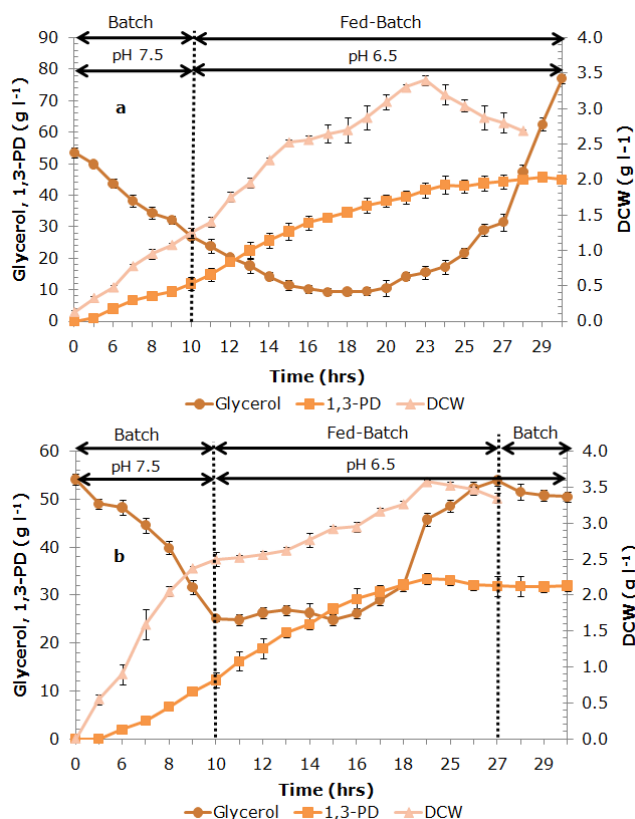 Batch
Fed-Batch
90
80
70
60
50
40
30
20
10
0
pH 7.5
pH 6.5
a
4.0
3.5
3.0
2.5
2.0
1.5
1.0
0.5
0.0
Glycerol, 1,3-PD (g l⁻¹)
DCW (g l⁻¹)
0 6 8 10 12 14 16 18 20 23 25 27 29
Time (hrs)
Glycerol 1,3-PD DCW
Batch
Fed-Batch
Batch
60
50
40
30
20
10
0
pH 7.5
pH 6.5
b
4.0
3.5
3.0
2.5
2.0
1.5
1.0
0.5
0.0
Glycerol, 1,3-PD (g l⁻¹)
DCW (g l⁻¹)
0 6 8 10 12 14 16 18 25 27 29
Time (hrs)
Glycerol 1,3-PD DCW